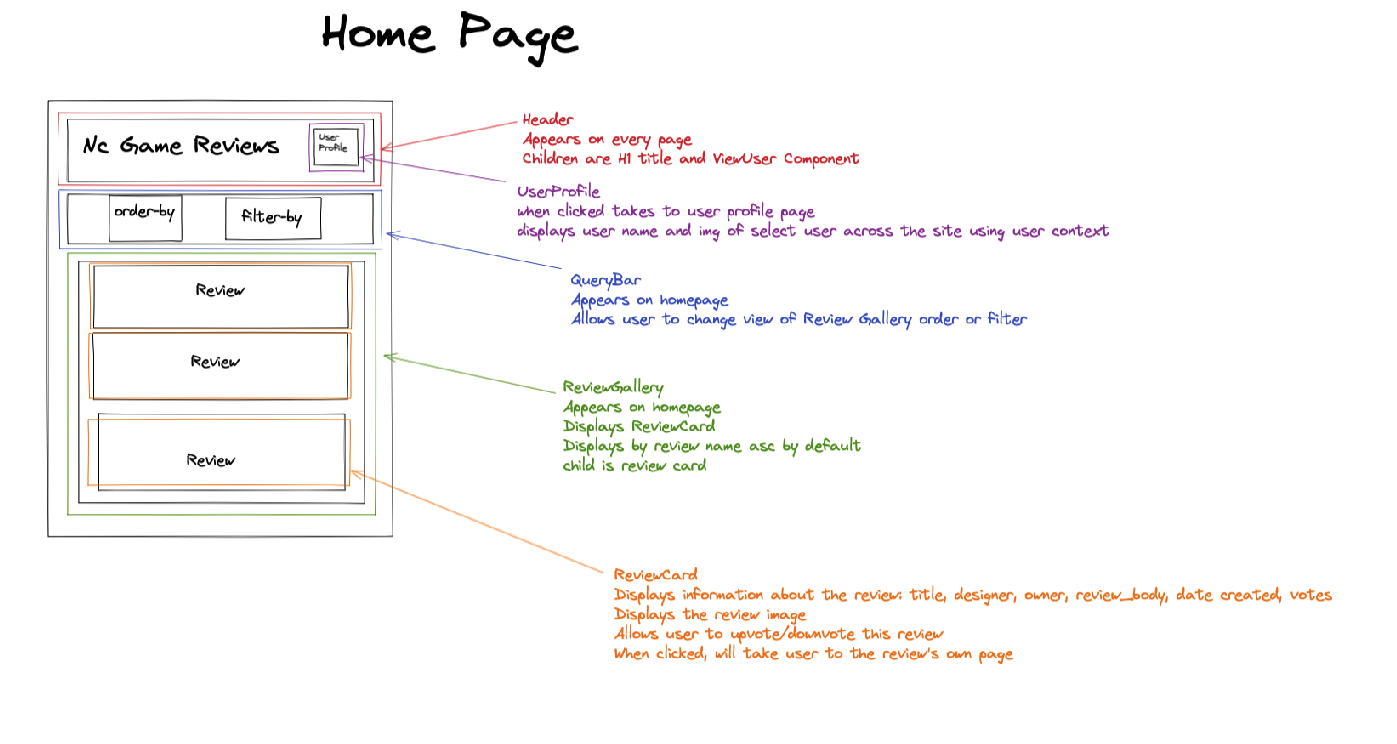 Home Page
Nc Game Reviews
User
Profile
order-by
filter-by
Review
Review
Review
Header
Appears on every page
Children are H1 title and ViewUser Component
UserProfile
when clicked takes to user profile page
displays user name and img of select user across the site using user context
QueryBar
Appears on homepage
Allows user to change view of Review Gallery order or filter
ReviewGallery
Appears on homepage
Displays ReviewCard
Displays by review name asc by default
child is review card
ReviewCard
Displays information about the review: title, designer, owner, review_body, date created, votes
Displays the review image
Allows user to upvote/downvote this review
When clicked, will take user to the review's own page